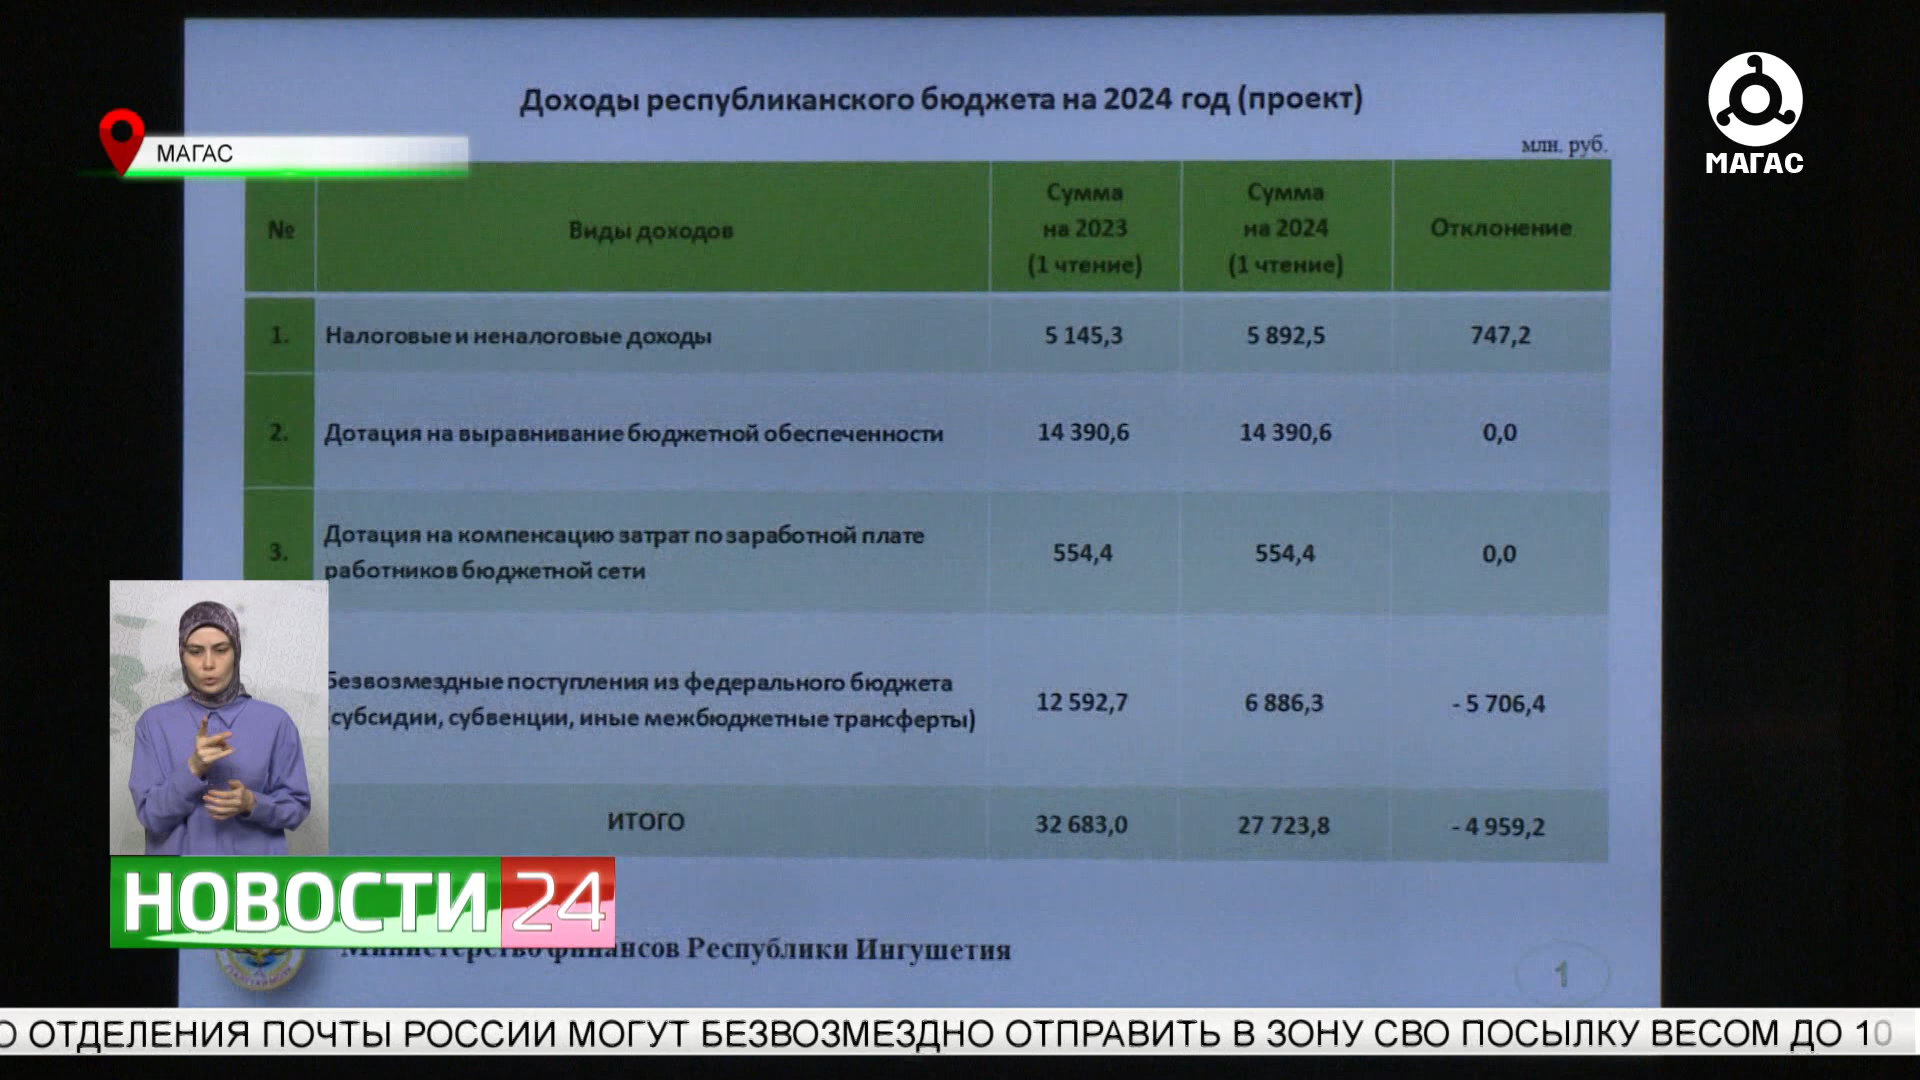 Доходы республиканского бюджета на 2024 год (проект)
МАГАС
млн. руб.
МАГАС
№ Виды доходов Сумма на 2023 (1 чтение) Сумма на 2024 (1 чтение) Отклонение
1. Налоговые и неналоговые доходы 5 145,3 5 892,5 747,2
2. Дотация на выравнивание бюджетной обеспеченности 14 390,6 14 390,6 0,0
3. Дотация на компенсацию затрат по заработной плате
работников бюджетной сети 554,4 554,4 0,0
Безвозмездные поступления из федерального бюджета
(субсидии, субвенции, иные межбюджетные трансферты) 12 592,7 6 886,3 - 5 706,4
ИТОГО 32 683,0 27 723,8 - 4 959,2
НОВОСТИ 24
Министерство финансов Республики Ингушетия
1
О ОТДЕЛЕНИЯ ПОЧТЫ РОССИИ МОГУТ БЕЗВОЗМЕЗДНО ОТПРАВИТЬ В ЗОНУ СВО ПОСЫЛКУ ВЕСОМ ДО 10